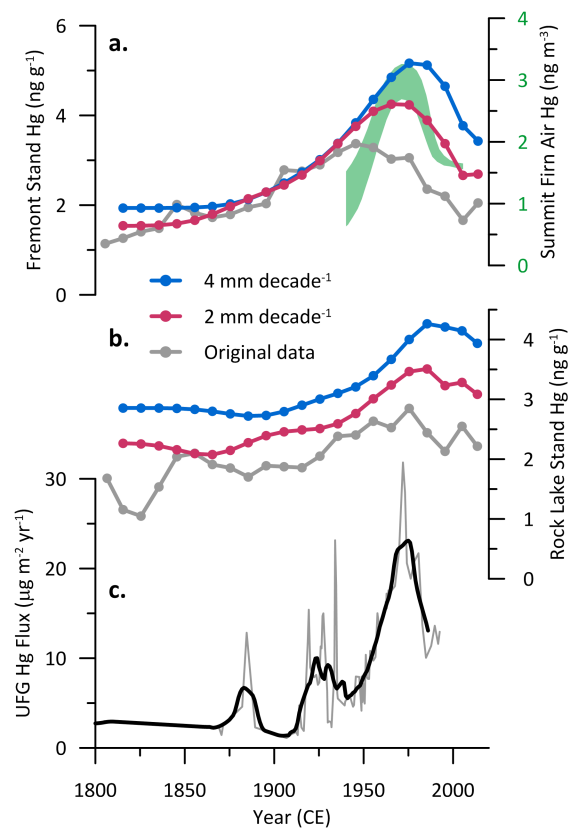 a.
6
4
2
0
Fremont Stand Hg (ng g⁻¹)
4
3
2
1
0
Summit Firn Air Hg (ng m⁻³)
4 mm decade⁻¹
2 mm decade⁻¹
Original data
b.
4
3
2
1
0
Rock Lake Stand Hg (ng g⁻¹)
c.
30
20
10
0
UFG Hg Flux (µg m⁻² yr⁻¹)
1800
1850
1900
1950
2000
Year (CE)